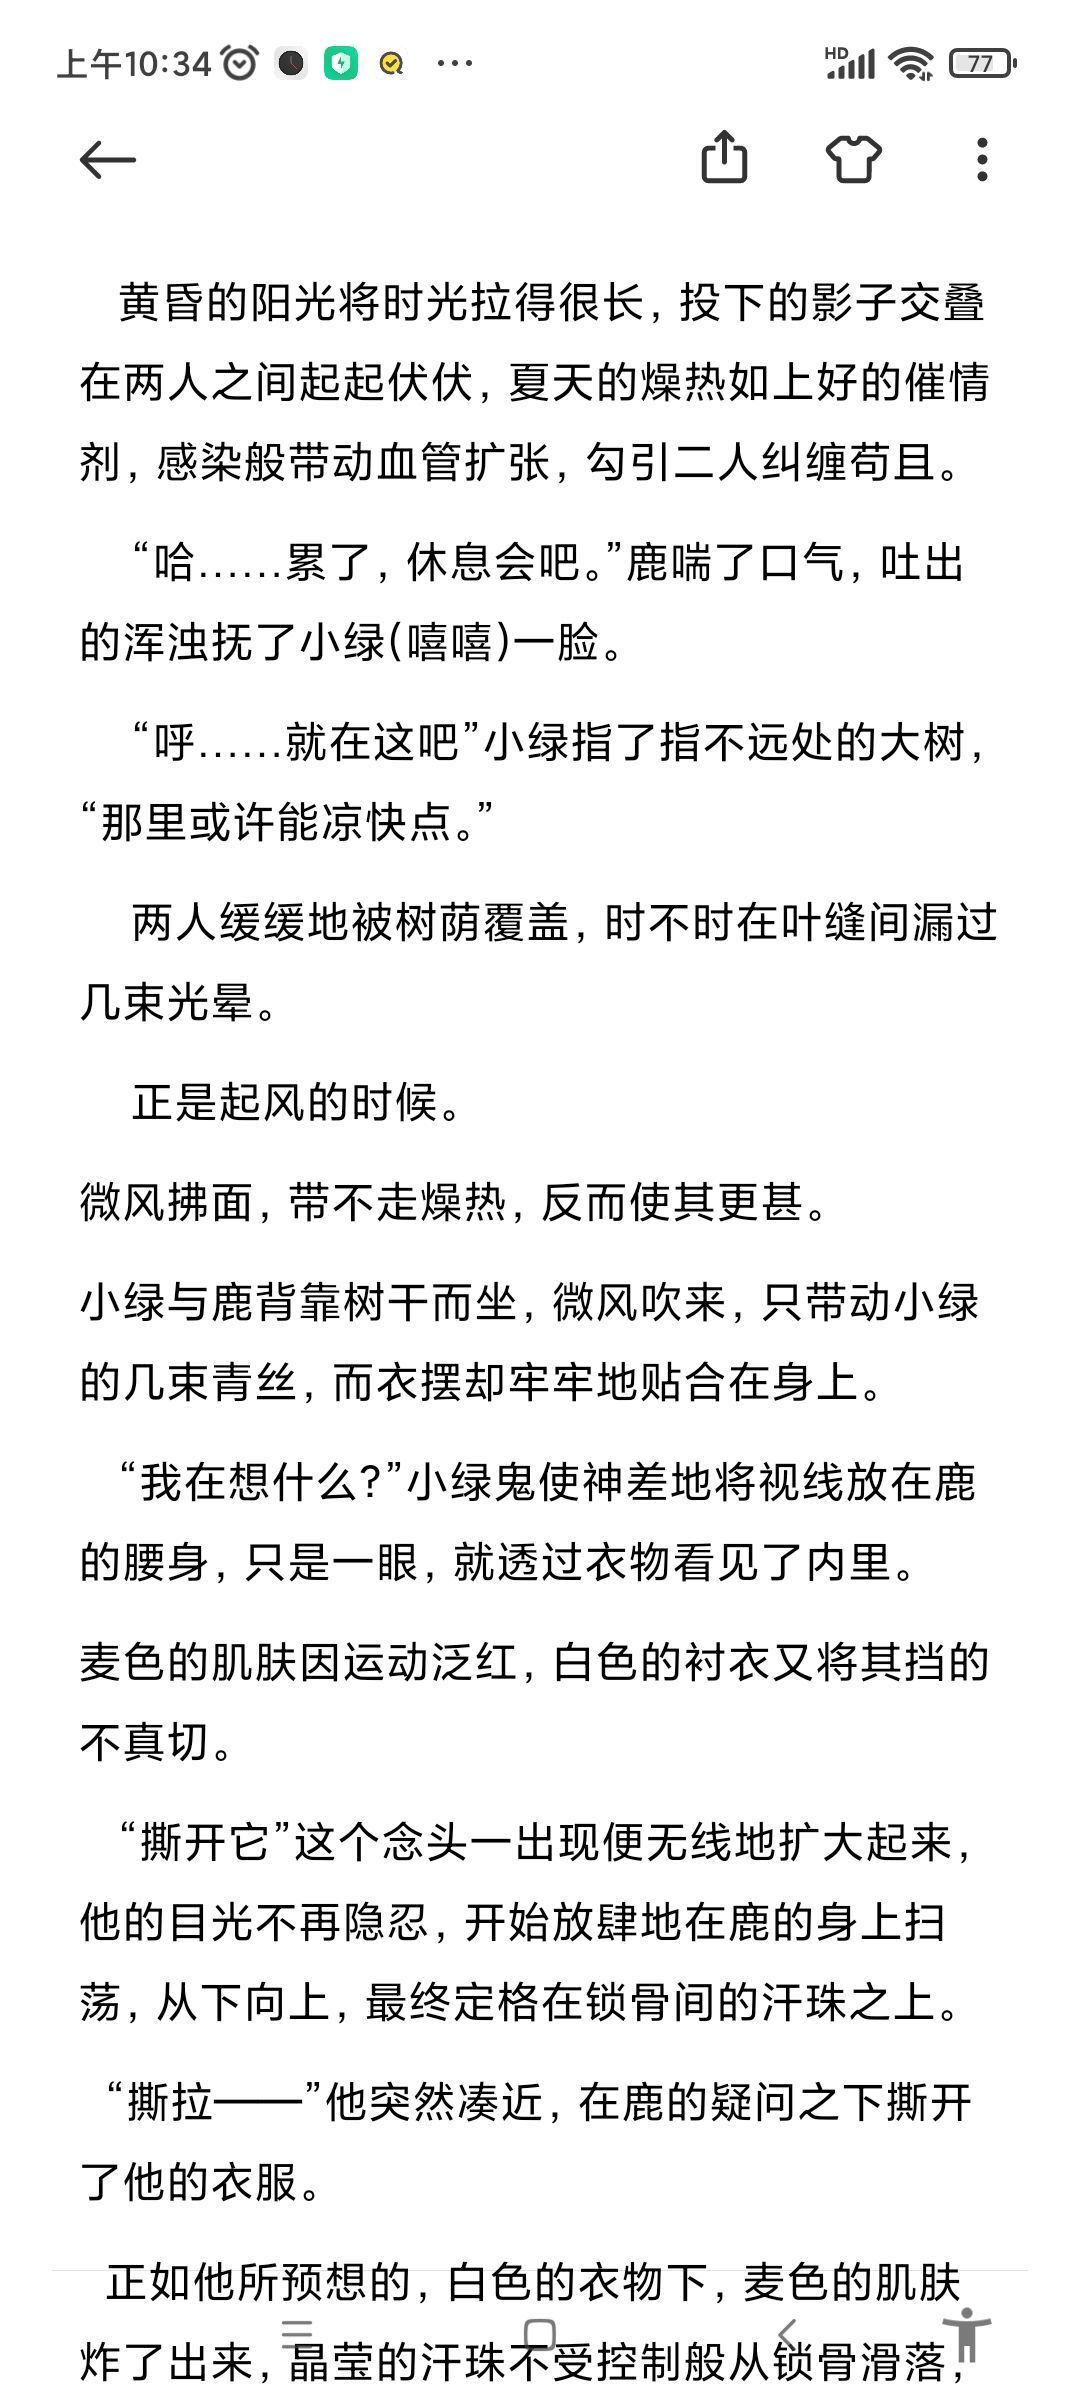 上午10:34
HD
77
黄昏的阳光将时光拉得很长，投下的影子交叠
在两人之间起起伏伏，夏天的燥热如上好的催情
剂，感染般带动血管扩张，勾引二人纠缠苟且。
“哈……累了，休息会吧。”鹿喘了口气，吐出
的浑浊抚了小绿(嘻嘻)一脸。
“呼……就在这吧”小绿指了指不远处的大树，
“那里或许能凉快点。”
两人缓缓地被树荫覆盖，时不时在叶缝间漏过
几束光晕。
正是起风的时候。
微风拂面，带不走燥热，反而使其更甚。
小绿与鹿背靠树干而坐，微风吹来，只带动小绿
的几束青丝，而衣摆却牢牢地贴合在身上。
“我在想什么？”小绿鬼使神差地将视线放在鹿
的腰身，只是一眼，就透过衣物看见了内里。
麦色的肌肤因运动泛红，白色的衬衣又将其挡的
不真切。
“撕开它”这个念头一出现便无线地扩大起来，
他的目光不再隐忍，开始放肆地在鹿的身上扫
荡，从下向上，最终定格在锁骨间的汗珠之上。
“撕拉——”他突然凑近，在鹿的疑问之下撕开
了他的衣服。
正如他所预想的，白色的衣物下，麦色的肌肤
炸了出来，晶莹的汗珠不受控制般从锁骨滑落，